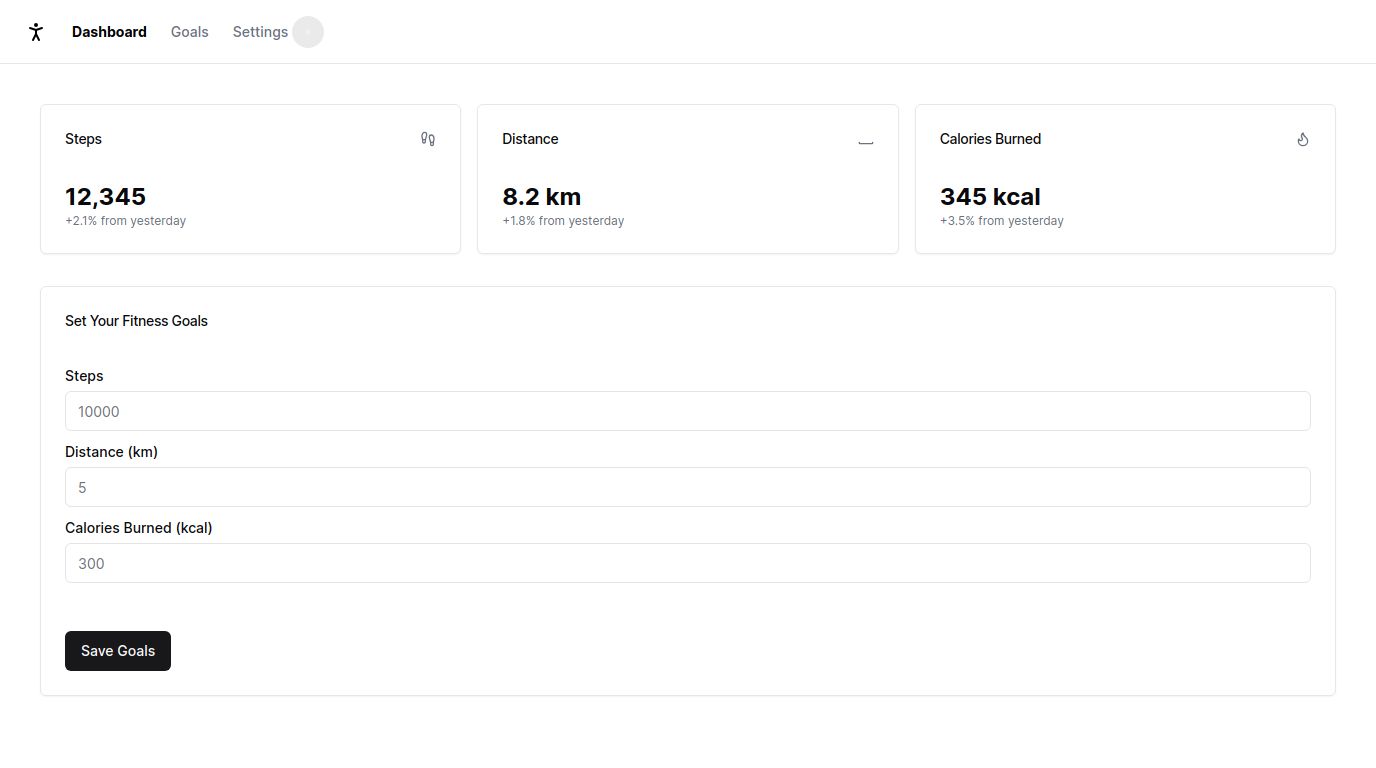 Dashboard Goals Settings
Steps
12,345
+2.1% from yesterday
Distance
8.2 km
+1.8% from yesterday
Calories Burned
345 kcal
+3.5% from yesterday
Set Your Fitness Goals
Steps
10000
Distance (km)
5
Calories Burned (kcal)
300
Save Goals